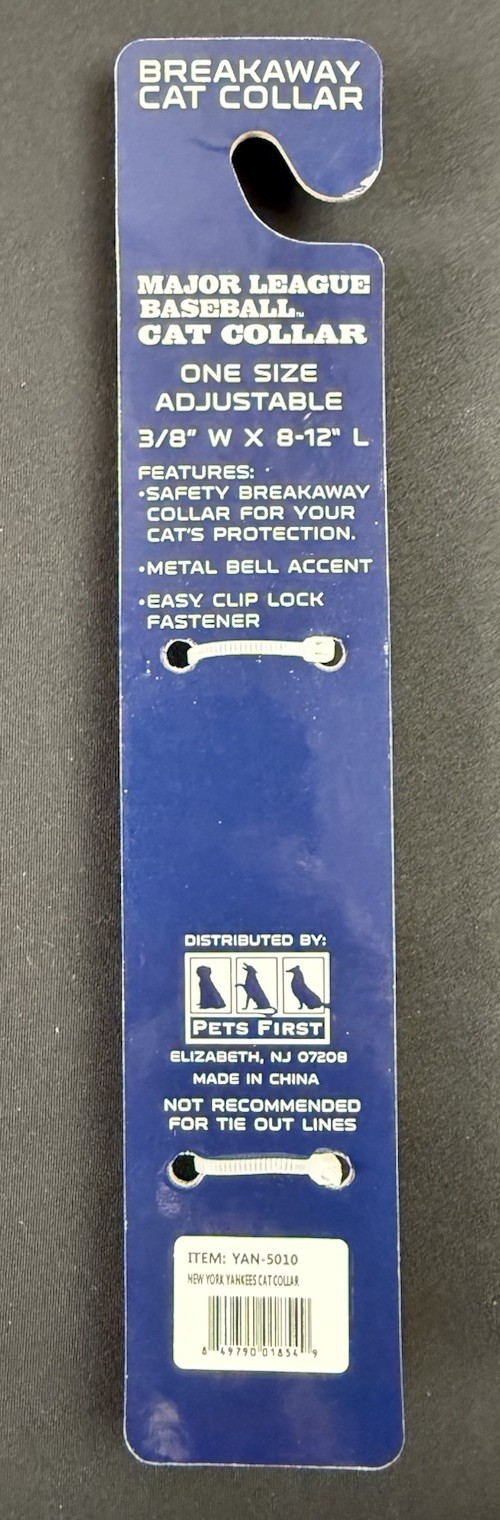 BREAKAWAY
CAT COLLAR
MAJOR LEAGUE
BASEBALL™
CAT COLLAR
ONE SIZE
ADJUSTABLE
3/8" W X 8-12" L
FEATURES:
•SAFETY BREAKAWAY
COLLAR FOR YOUR
CAT'S PROTECTION.
•METAL BELL ACCENT
•EASY CLIP LOCK
FASTENER
DISTRIBUTED BY:
PETS FIRST
ELIZABETH, NJ 07208
MADE IN CHINA
NOT RECOMMENDED
FOR TIE OUT LINES
ITEM: YAN-5010
NEW YORK YANKEES CAT COLLAR
8 49790 01854 9